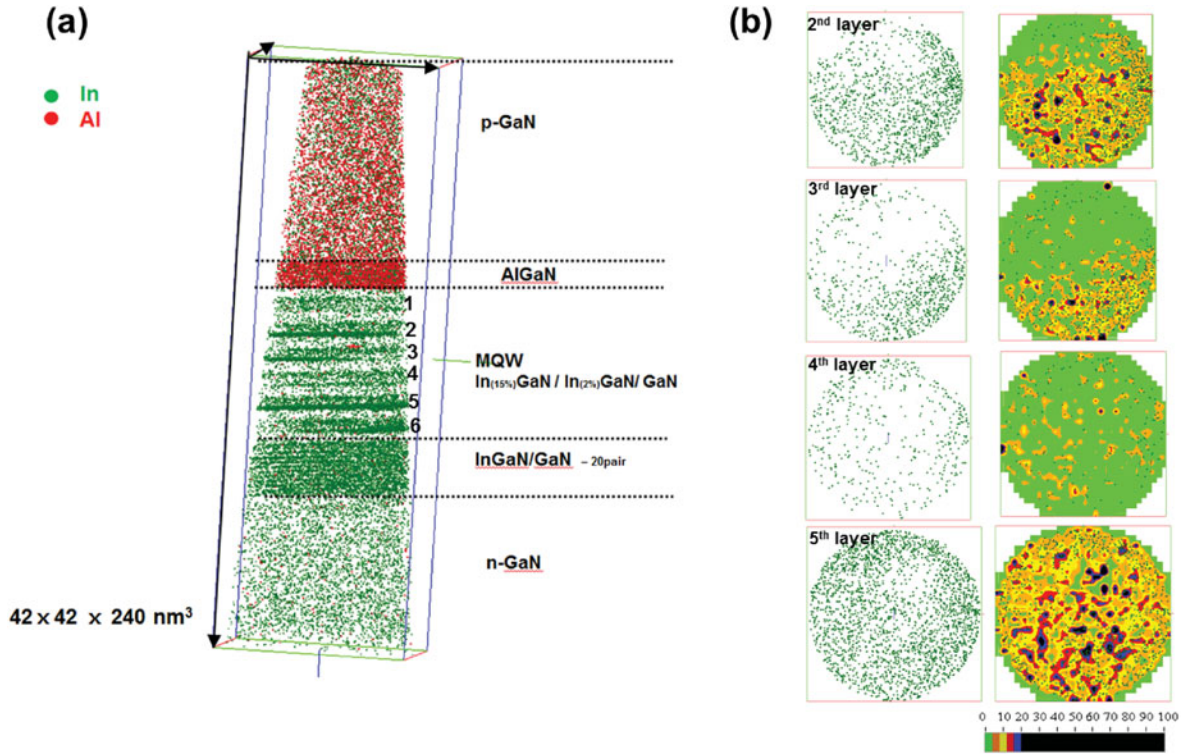 (a)
In
Al
p-GaN
AlGaN
1
2
3
4
5
6
MQW
In(15%)GaN / In(2%)GaN/ GaN
InGaN/GaN – 20pair
n-GaN
42 x 42 x 240 nm³
(b)
2nd layer
3rd layer
4th layer
5th layer
0 10 20 30 40 50 60 70 80 90 100